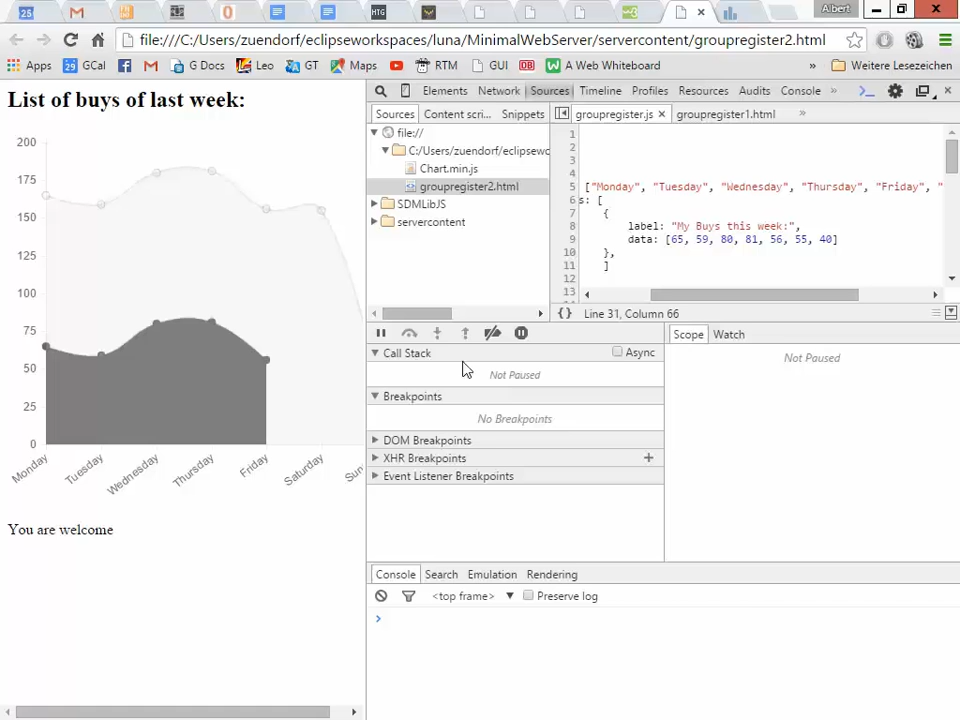 25
HTG
Albert
file:///C:/Users/zuendorf/eclipseworkspaces/luna/MinimalWebServer/servercontent/groupregister2.html
Apps
29 GCal
G Docs
Leo
GT
Maps
RTM
GUI
DB
A Web Whiteboard
»
Weitere Lesezeichen
List of buys of last week:
200
175
150
125
100
75
50
25
0
Monday
Tuesday
Wednesday
Thursday
Friday
Saturday
Su
You are welcome
Elements Network Sources Timeline Profiles Resources Audits Console »
Sources Content scri... Snippets
groupregister.js × groupregister1.html »
file://
C:/Users/zuendorf/eclipsewo
Chart.min.js
groupregister2.html
SDMLibJS
servercontent
1
2
3
4
5 ["Monday", "Tuesday", "Wednesday", "Thursday", "Friday", "
6 s: [
7 {
8 label: "My Buys this week:",
9 data: [65, 59, 80, 81, 56, 55, 40]
10 },
11 ]
12
13
{} Line 31, Column 66
Call Stack Async
Not Paused
Breakpoints
No Breakpoints
DOM Breakpoints
XHR Breakpoints +
Event Listener Breakpoints
Scope Watch
Not Paused
Console Search Emulation Rendering
<top frame> ▼ Preserve log
>